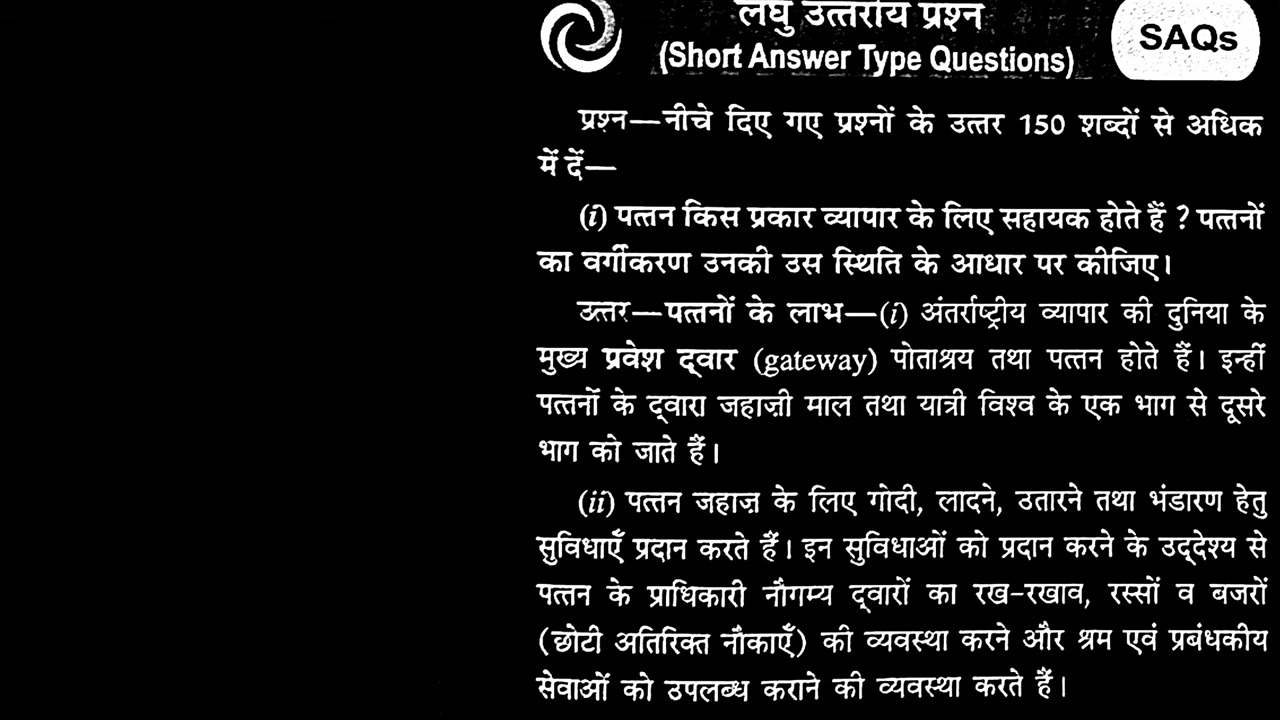 लघु उत्तरीय प्रश्न
(Short Answer Type Questions)
SAQs
प्रश्न—नीचे दिए गए प्रश्नों के उत्तर 150 शब्दों से अधिक
में दें—
(i) पत्तन किस प्रकार व्यापार के लिए सहायक होते हैं ? पत्तनों
का वर्गीकरण उनकी उस स्थिति के आधार पर कीजिए।
उत्तर—पत्तनों के लाभ—(i) अंतर्राष्ट्रीय व्यापार की दुनिया के
मुख्य प्रवेश द्वार (gateway) पोताश्रय तथा पत्तन होते हैं। इन्हीं
पत्तनों के द्वारा जहाज़ी माल तथा यात्री विश्व के एक भाग से दूसरे
भाग को जाते हैं।
(ii) पत्तन जहाज़ के लिए गोदी, लादने, उतारने तथा भंडारण हेतु
सुविधाएँ प्रदान करते हैं। इन सुविधाओं को प्रदान करने के उद्देश्य से
पत्तन के प्राधिकारी नौगम्य द्वारों का रख-रखाव, रस्सों व बजरों
(छोटी अतिरिक्त नौकाएँ) की व्यवस्था करने और श्रम एवं प्रबंधकीय
सेवाओं को उपलब्ध कराने की व्यवस्था करते हैं।